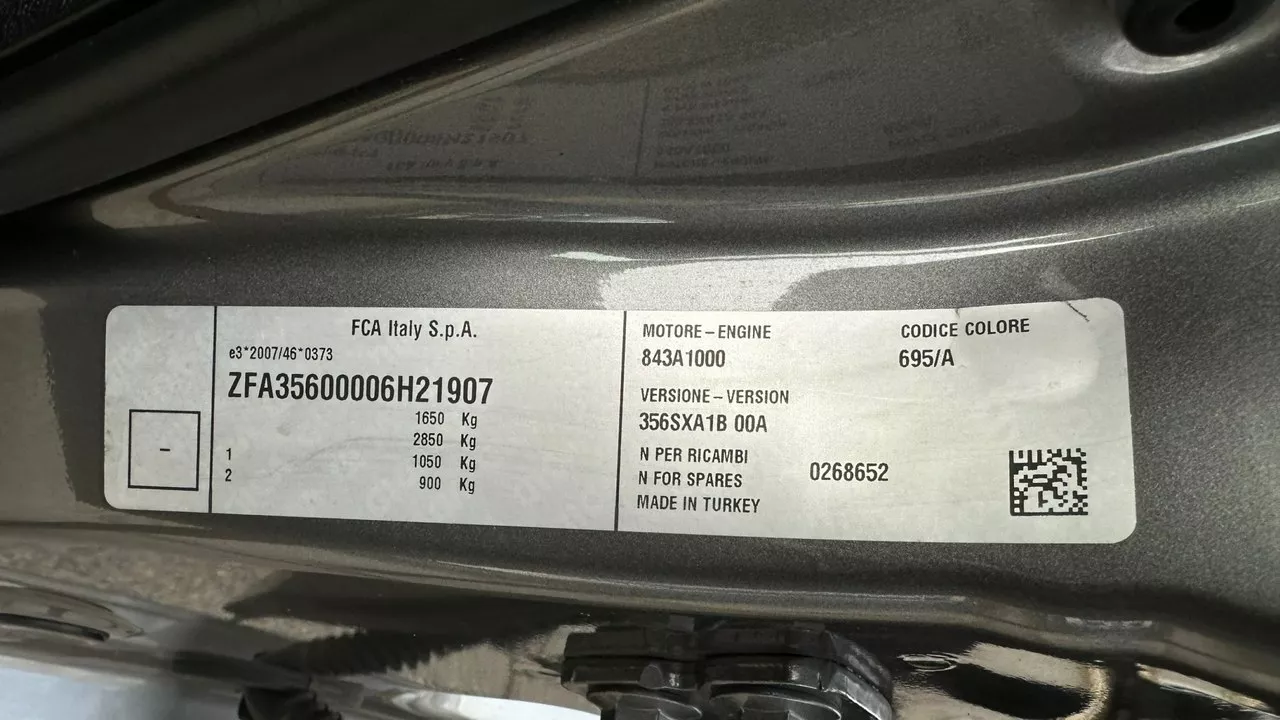 FCA Italy S.p.A.
e3*2007/46*0373
ZFA35600006H21907
1650 Kg
2850 Kg
1 1050 Kg
2 900 Kg
-
MOTORE-ENGINE
843A1000
CODICE COLORE
695/A
VERSIONE-VERSION
356SXA1B 00A
N PER RICAMBI
N FOR SPARES
0268652
MADE IN TURKEY